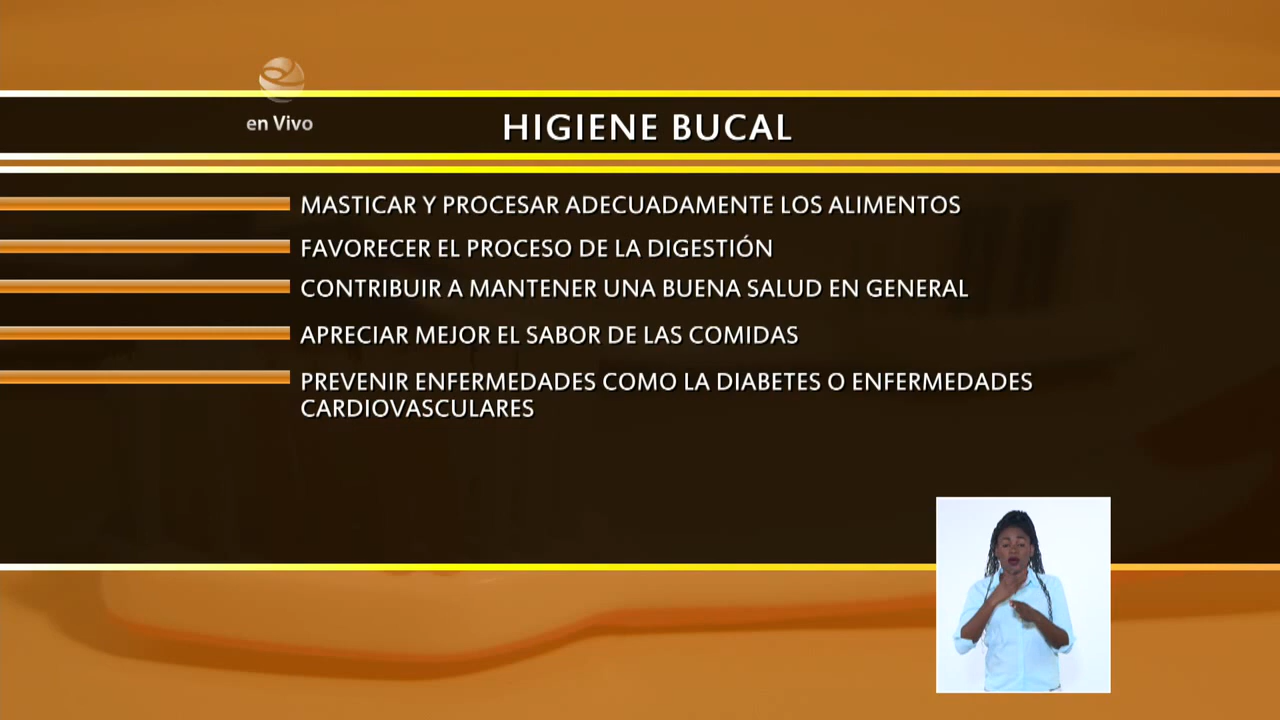 en Vivo
HIGIENE BUCAL
MASTICAR Y PROCESAR ADECUADAMENTE LOS ALIMENTOS
FAVORECER EL PROCESO DE LA DIGESTIÓN
CONTRIBUIR A MANTENER UNA BUENA SALUD EN GENERAL
APRECIAR MEJOR EL SABOR DE LAS COMIDAS
PREVENIR ENFERMEDADES COMO LA DIABETES O ENFERMEDADES
CARDIOVASCULARES